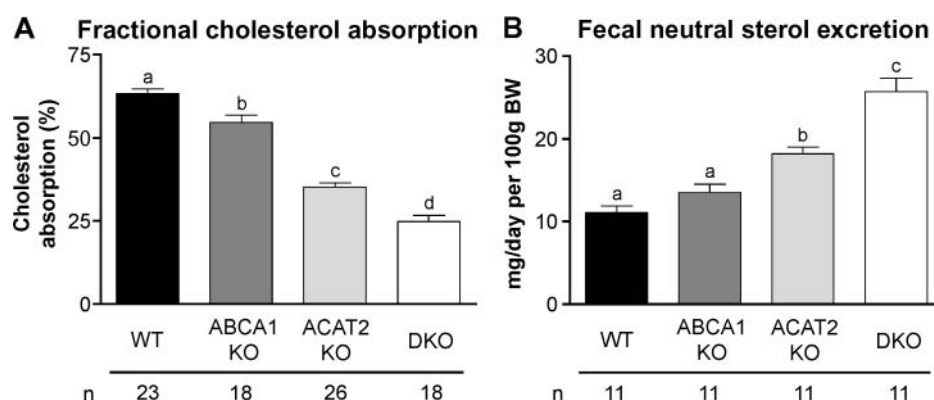 A Fractional cholesterol absorption
Cholesterol
absorption (%)
75
50
25
0
a
b
c
d
WT
ABCA1
KO
ACAT2
KO
DKO
n 23 18 26 18
B Fecal neutral sterol excretion
mg/day per 100g BW
30
20
10
0
a
a
b
c
WT
ABCA1
KO
ACAT2
KO
DKO
n 11 11 11 11